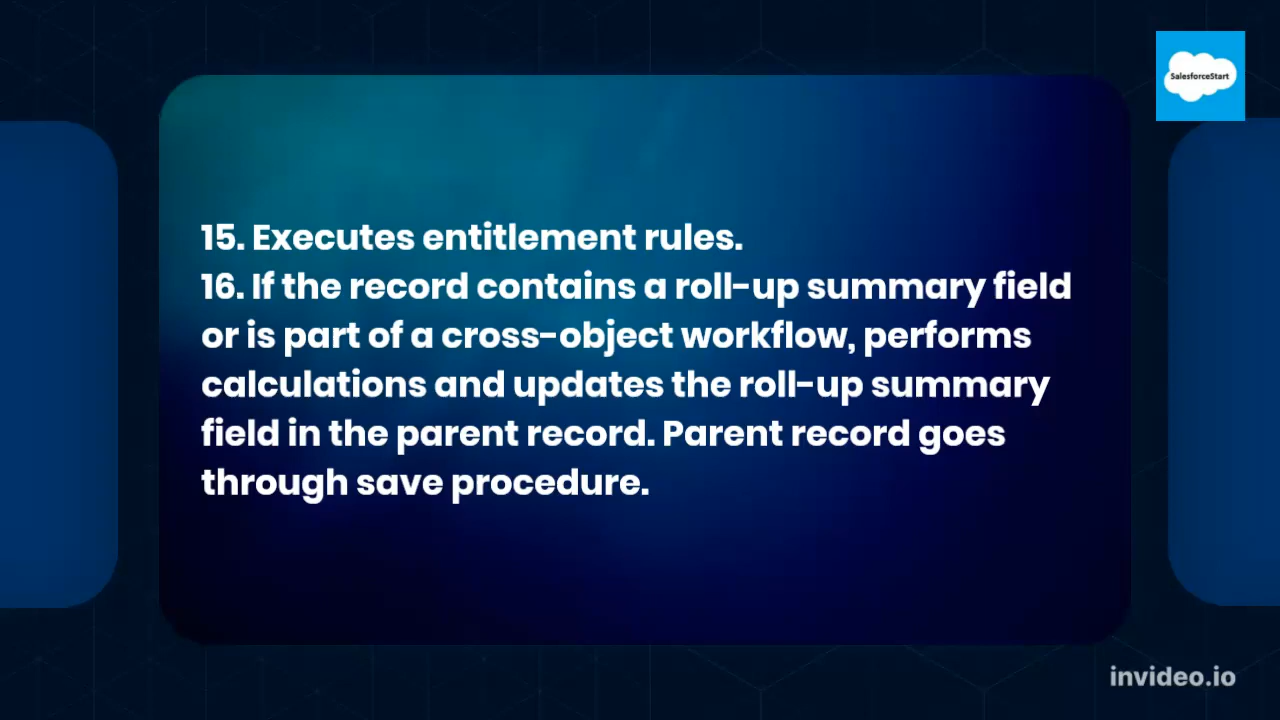 SalesforceStart
15. Executes entitlement rules.
16. If the record contains a roll-up summary field
or is part of a cross-object workflow, performs
calculations and updates the roll-up summary
field in the parent record. Parent record goes
through save procedure.
invideo.io